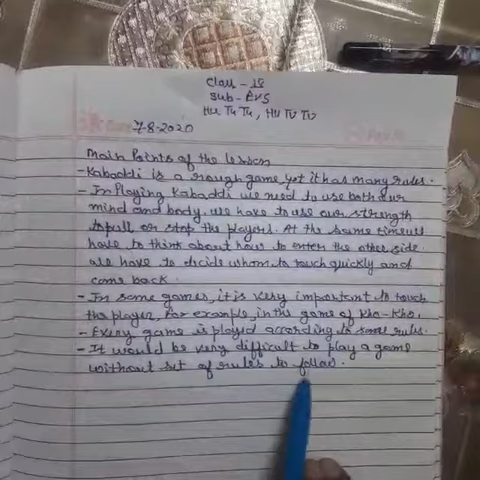 Class - IV
Sub - EVS
Hu Tu Tu, Hu Tu Tu
7-8-2020
Main Points of the lesson
- Kabaddi is a rough game yet it has many rules.
- In Playing Kabaddi we need to use both our
mind and body. We have to use our strength
to pull or stop the players. At the same time we
have to think about how to enter the other side
we have to decide whom to touch quickly and
come back.
- In some games, it is very important to touch
the player, for example, in the game of Kho-Kho.
- Every game is played according to some rules.
- It would be very difficult to play a game
without set of rules to follow.